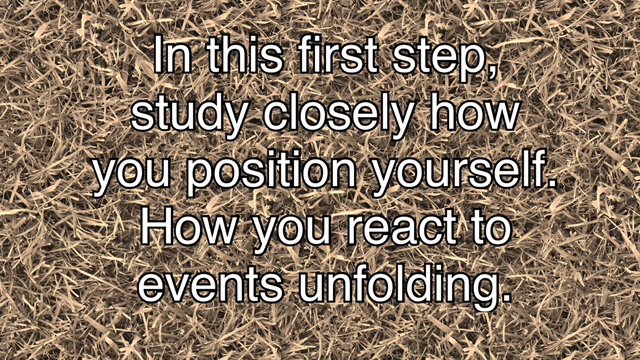 In this first step,
study closely how
you position yourself.
How you react to
events unfolding.